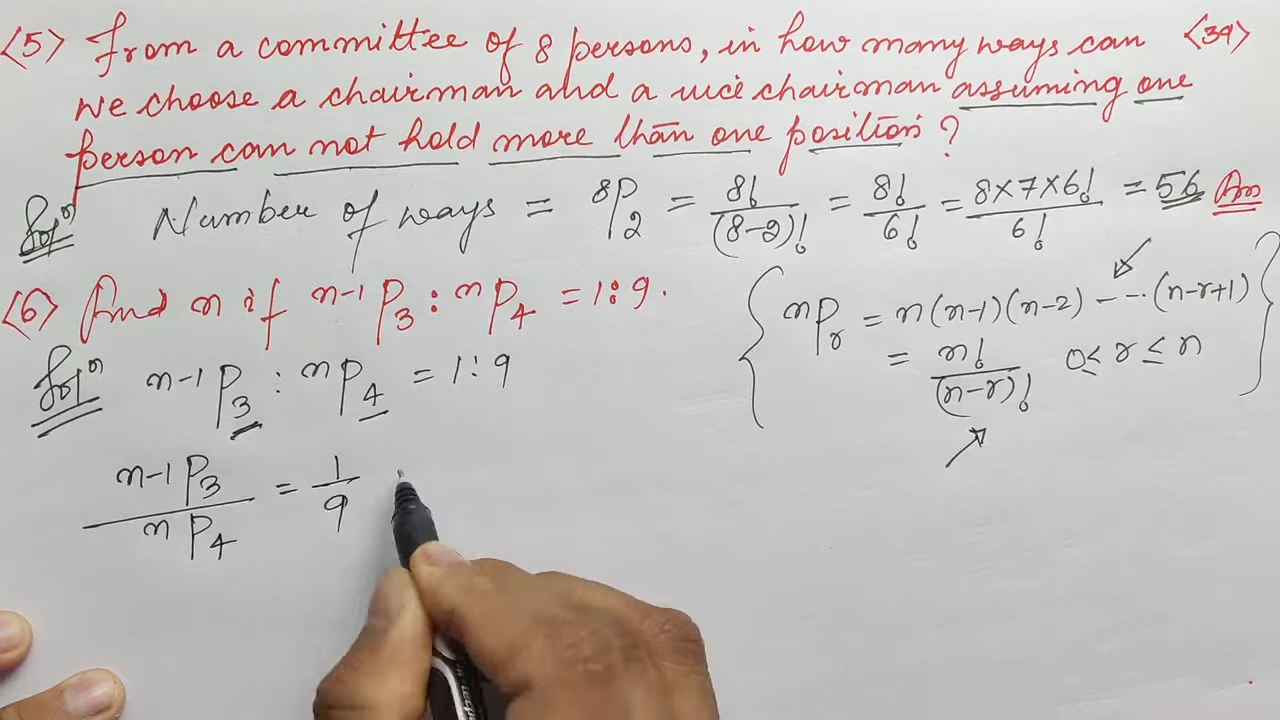 <5> From a committee of 8 persons, in how many ways can <39>
we choose a chairman and a vice chairman assuming one
person can not hold more than one position?
Solⁿ Number of ways = ⁸P₂ = 8!/(8-2)! = 8!/6! = 8×7×6!/6! = 56 Ans
<6> find n if ⁿ⁻¹P₃ : ⁿP₄ = 1:9.
Solⁿ ⁿ⁻¹P₃ : ⁿP₄ = 1:9
ⁿ⁻¹P₃/ⁿP₄ = 1/9
{ ⁿPᵣ = n(n-1)(n-2) -- -- (n-r+1)
= n!/(n-r)! 0≤ r ≤ n }